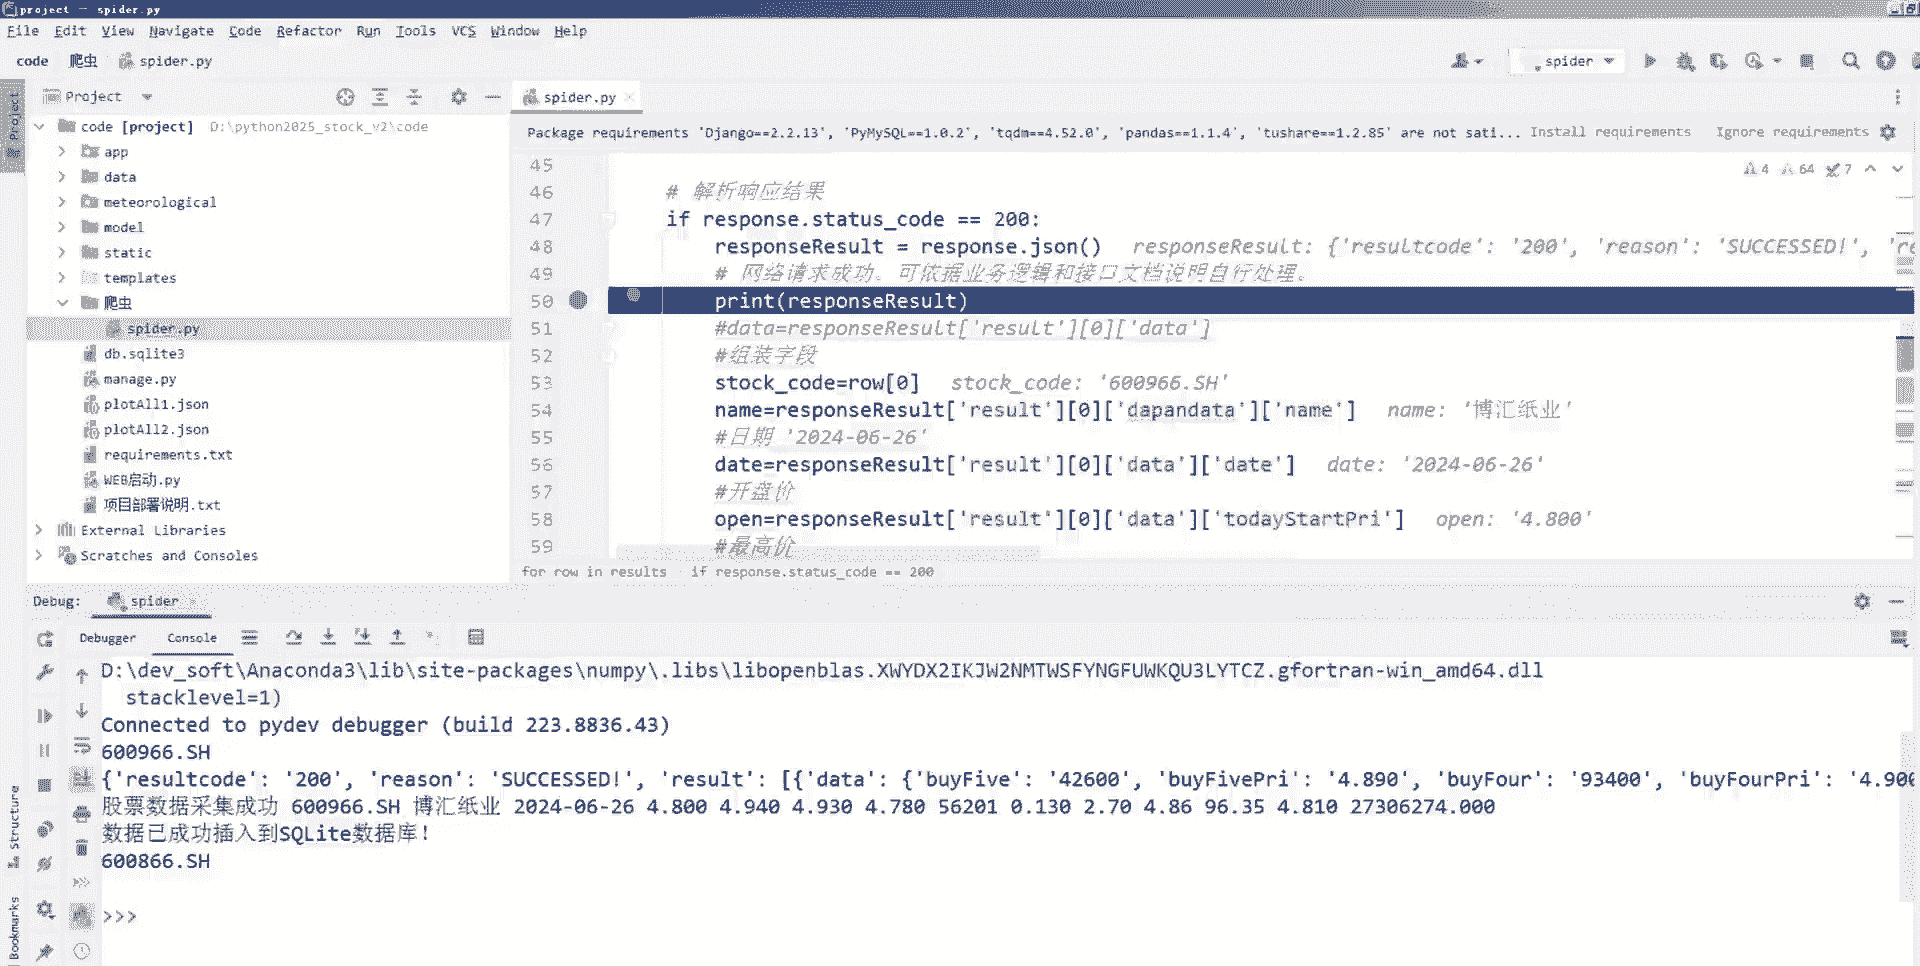 project - spider.py
File Edit View Navigate Code Refactor Run Tools VCS Window Help
code 爬虫 spider.py
spider
Project
spider.py
code [project] D:\python2025_stock_v2\code
Package requirements 'Django==2.2.13', 'PyMySQL==1.0.2', 'tqdm==4.52.0', 'pandas==1.1.4', 'tushare==1.2.85' are not sati... Install requirements Ignore requirements
app
data
meteorological
model
static
templates
爬虫
spider.py
db.sqlite3
manage.py
plotAll1.json
plotAll2.json
requirements.txt
WEB启动.py
项目部署说明.txt
External Libraries
Scratches and Consoles
4 64 7
45
46 # 解析响应结果
47 if response.status_code == 200:
48 responseResult = response.json() responseResult: {'resultcode': '200', 'reason': 'SUCCESSED!', 're
49 # 网络请求成功。可依据业务逻辑和接口文档说明自行处理。
50 print(responseResult)
51 #data=responseResult['result'][0]['data']
52 #组装字段
53 stock_code=row[0] stock_code: '600966.SH'
54 name=responseResult['result'][0]['dapandata']['name'] name: '博汇纸业'
55 #日期 '2024-06-26'
56 date=responseResult['result'][0]['data']['date'] date: '2024-06-26'
57 #开盘价
58 open=responseResult['result'][0]['data']['todayStartPri'] open: '4.800'
59 #最高价
for row in results if response.status_code == 200
Debug: spider
Debugger Console
D:\dev_soft\Anaconda3\lib\site-packages\numpy\.libs\libopenblas.XWYDX2IKJW2NMTWSFYNGFUWKQU3LYTCZ.gfortran-win_amd64.dll
stacklevel=1)
Connected to pydev debugger (build 223.8836.43)
600966.SH
{'resultcode': '200', 'reason': 'SUCCESSED!', 'result': [{'data': {'buyFive': '42600', 'buyFivePri': '4.890', 'buyFour': '93400', 'buyFourPri': '4.900
股票数据采集成功 600966.SH 博汇纸业 2024-06-26 4.800 4.940 4.930 4.780 56201 0.130 2.70 4.86 96.35 4.810 27306274.000
数据已成功插入到SQLite数据库!
600866.SH
>>>
Project
Structure
Bookmarks